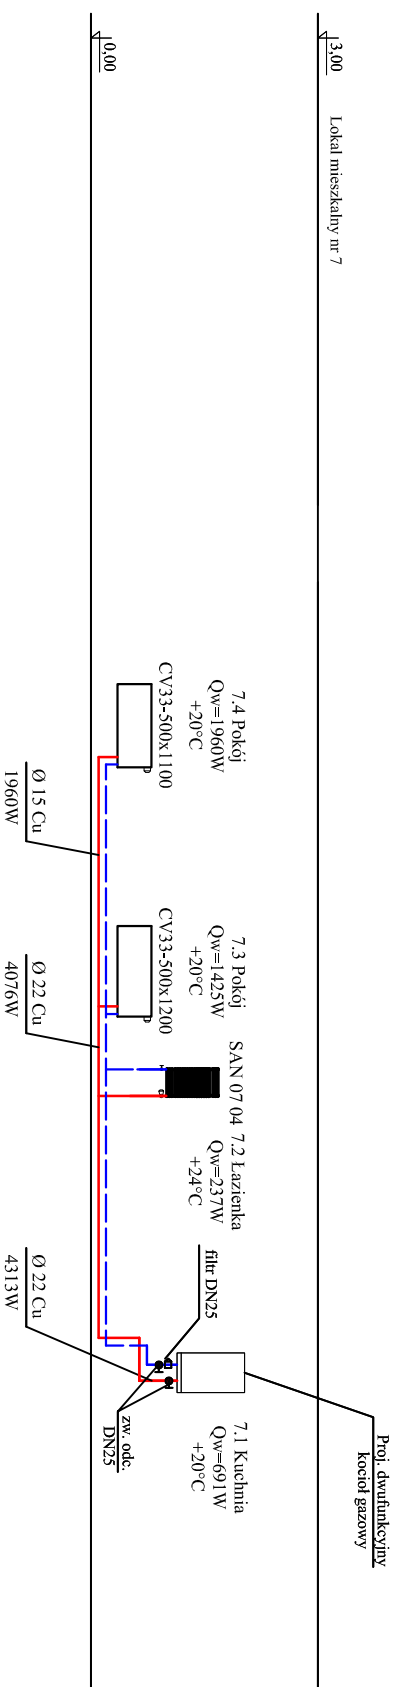 3,00
Lokal mieszkalny nr 7
0,00
7.4 Pokój
Qw=1960W
+20°C
CV33-500x1100
7.3 Pokój
Qw=1425W
+20°C
CV33-500x1200
SAN 07 04
7.2 Łazienka
Qw=237W
+24°C
7.1 Kuchnia
Qw=691W
+20°C
Proj. dwufunkcyjny
kocioł gazowy
filtr DN25
zw. odc.
DN25
Ø 15 Cu
1960W
Ø 22 Cu
4076W
Ø 22 Cu
4313W